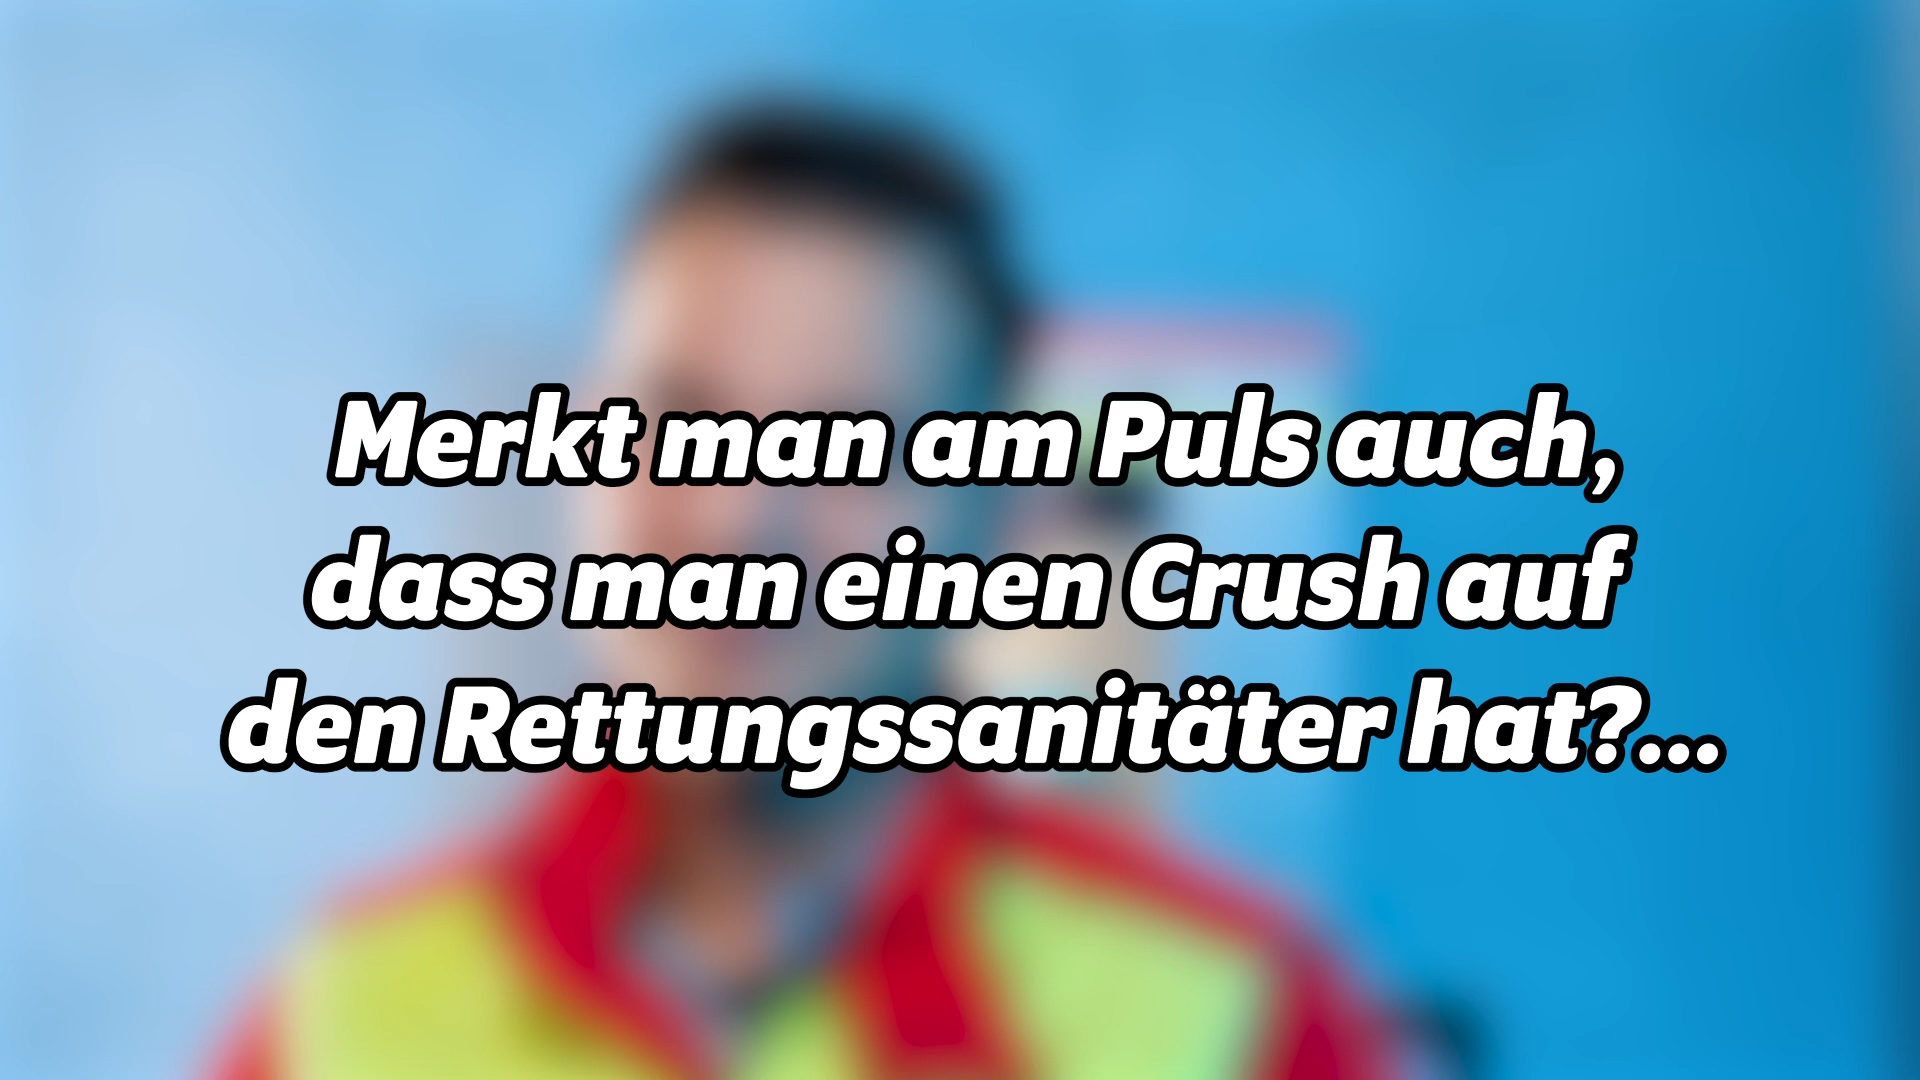 Merkt man am Puls auch,
dass man einen Crush auf
den Rettungssanitäter hat?...